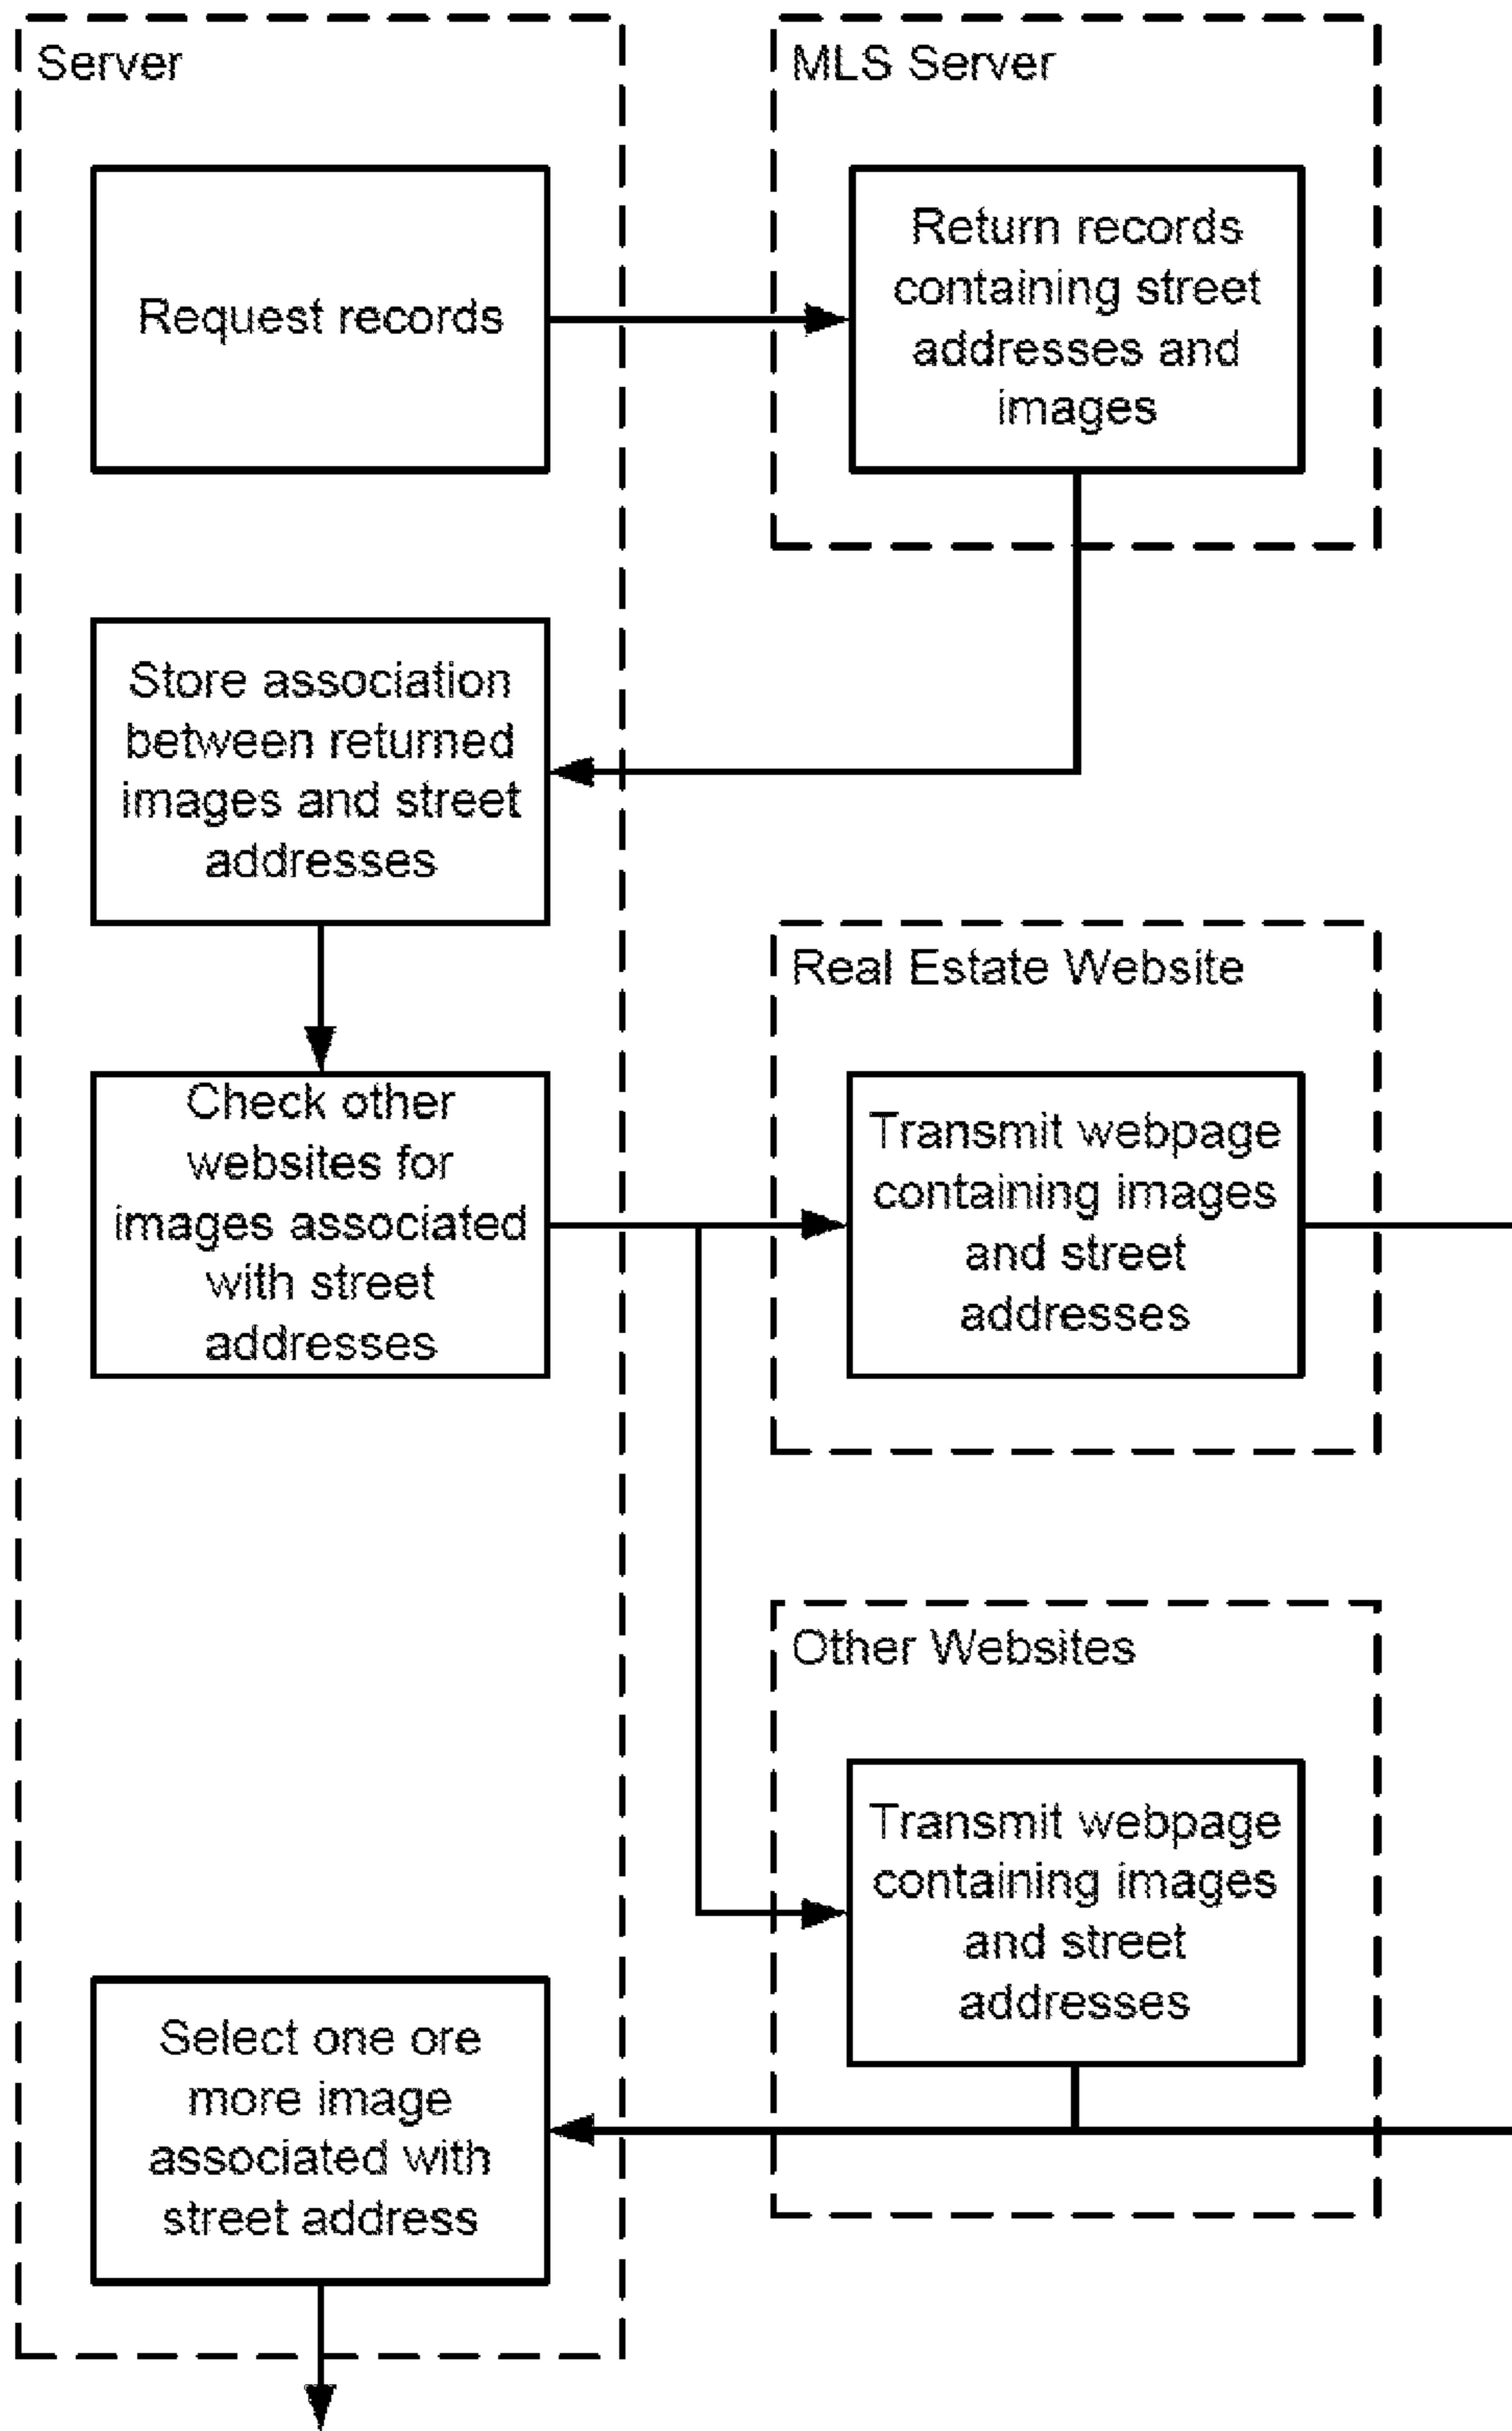 Server
MLS Server
Request records
Return records
containing street
addresses and
images
Store association
between returned
images and street
addresses
Real Estate Website
Check other
websites for
images associated
with street
addresses
Transmit webpage
containing images
and street
addresses
Other Websites
Transmit webpage
containing images
and street
addresses
Select one ore
more image
associated with
street address